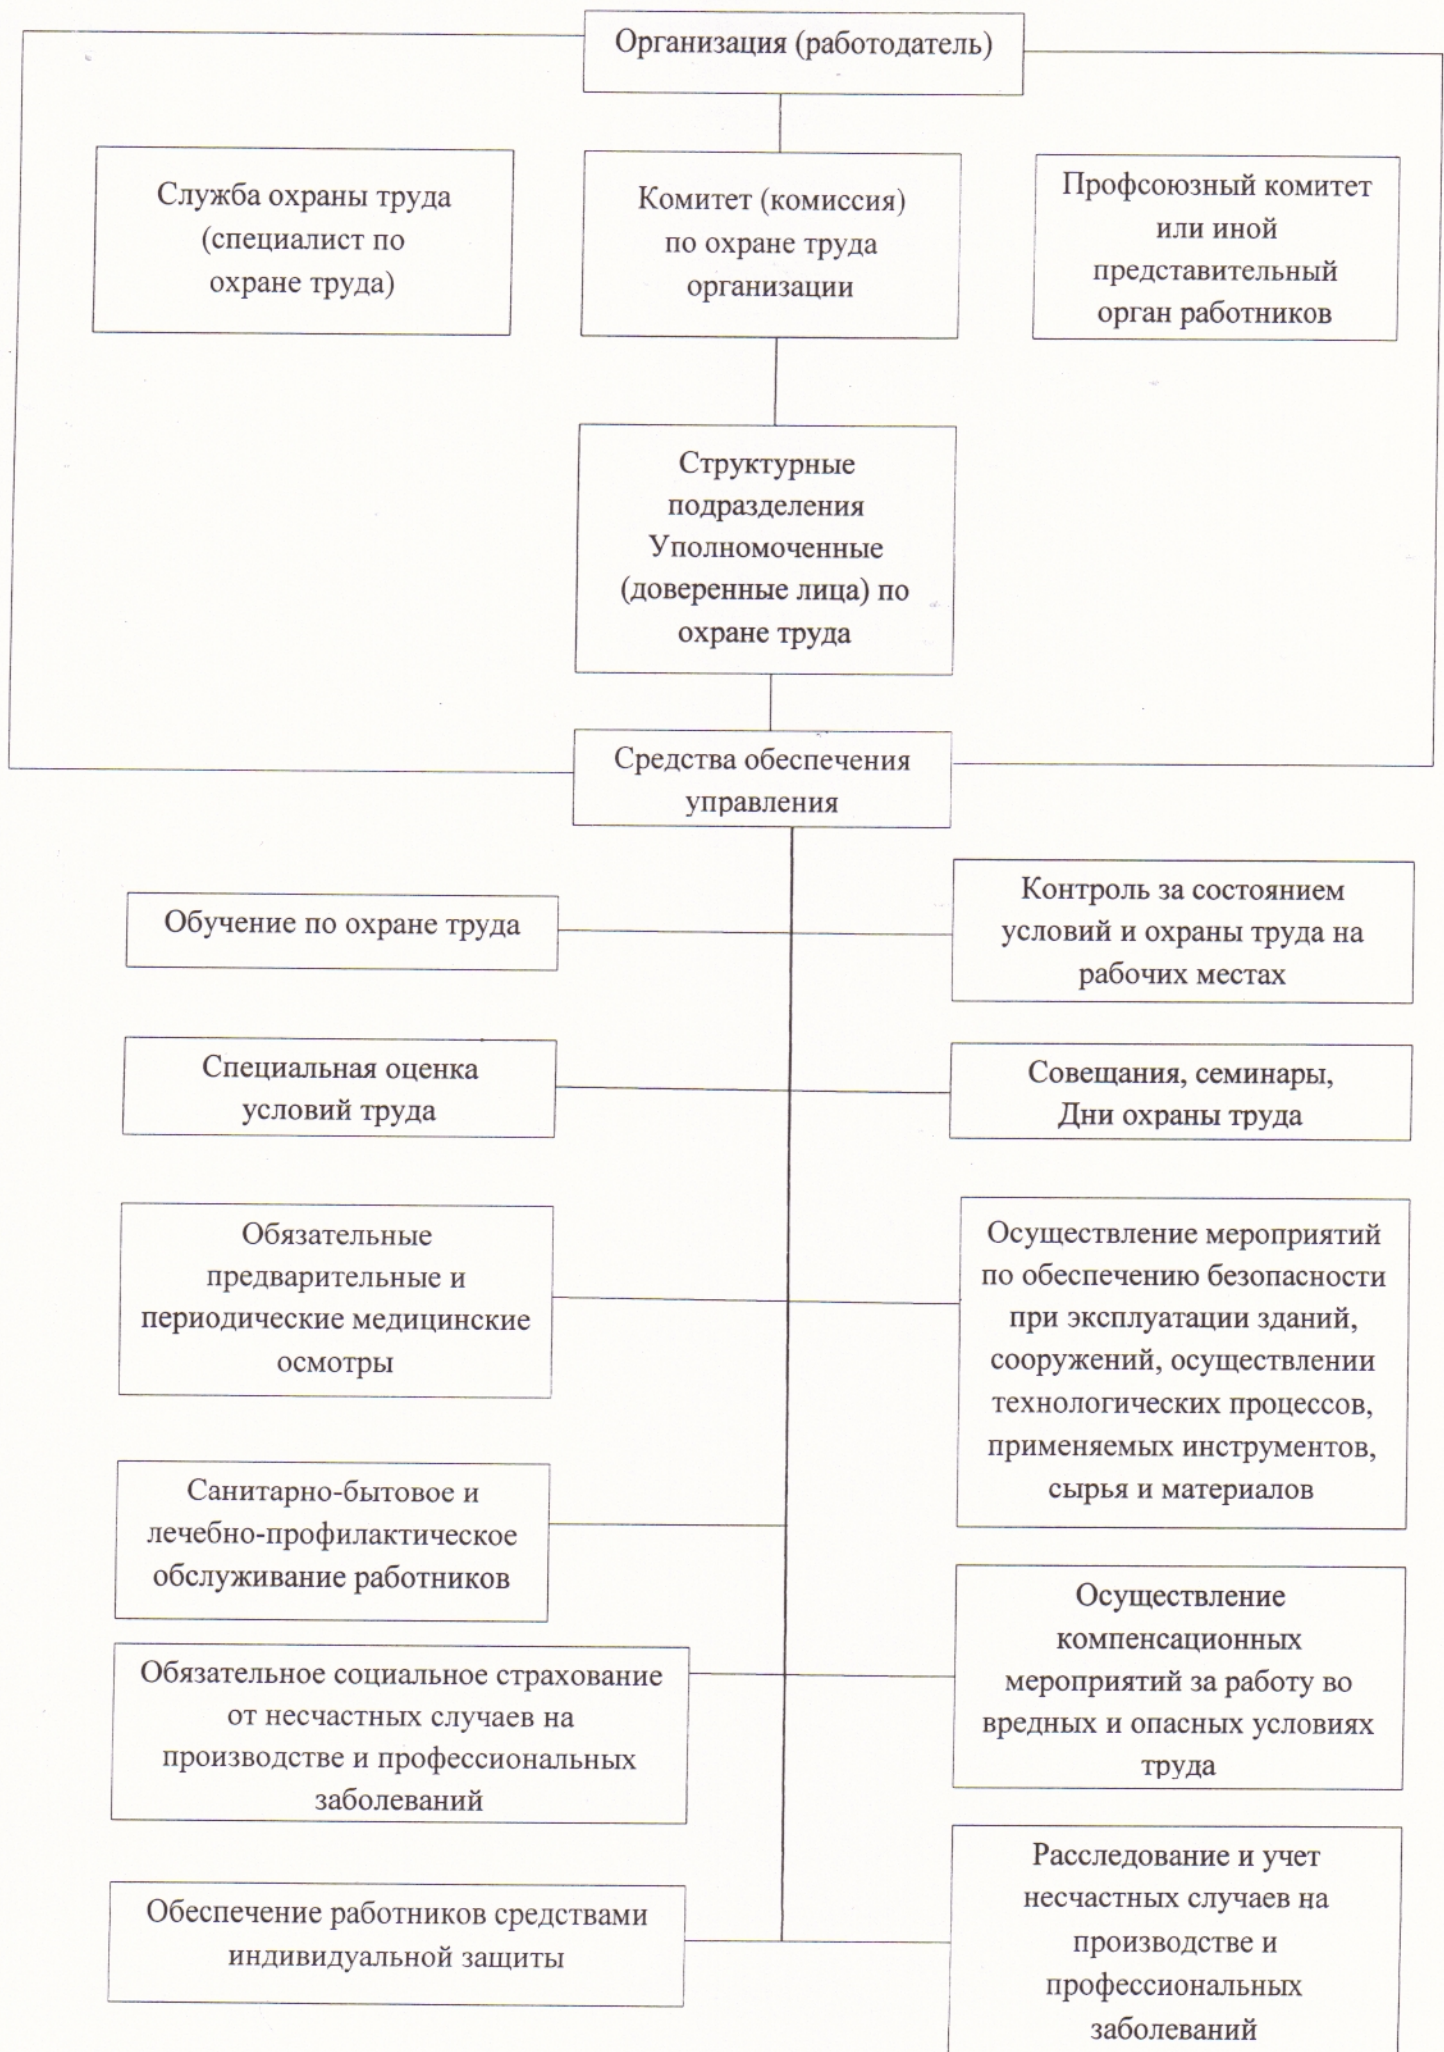 Организация (работодатель)
Служба охраны труда
(специалист по
охране труда)
Комитет (комиссия)
по охране труда
организации
Профсоюзный комитет
или иной
представительный
орган работников
Структурные
подразделения
Уполномоченные
(доверенные лица) по
охране труда
Средства обеспечения
управления
Обучение по охране труда
Контроль за состоянием
условий и охраны труда на
рабочих местах
Специальная оценка
условий труда
Совещания, семинары,
Дни охраны труда
Обязательные
предварительные и
периодические медицинские
осмотры
Осуществление мероприятий
по обеспечению безопасности
при эксплуатации зданий,
сооружений, осуществлении
технологических процессов,
применяемых инструментов,
сырья и материалов
Санитарно-бытовое и
лечебно-профилактическое
обслуживание работников
Осуществление
компенсационных
мероприятий за работу во
вредных и опасных условиях
труда
Обязательное социальное страхование
от несчастных случаев на
производстве и профессиональных
заболеваний
Расследование и учет
несчастных случаев на
производстве и
профессиональных
заболеваний
Обеспечение работников средствами
индивидуальной защиты